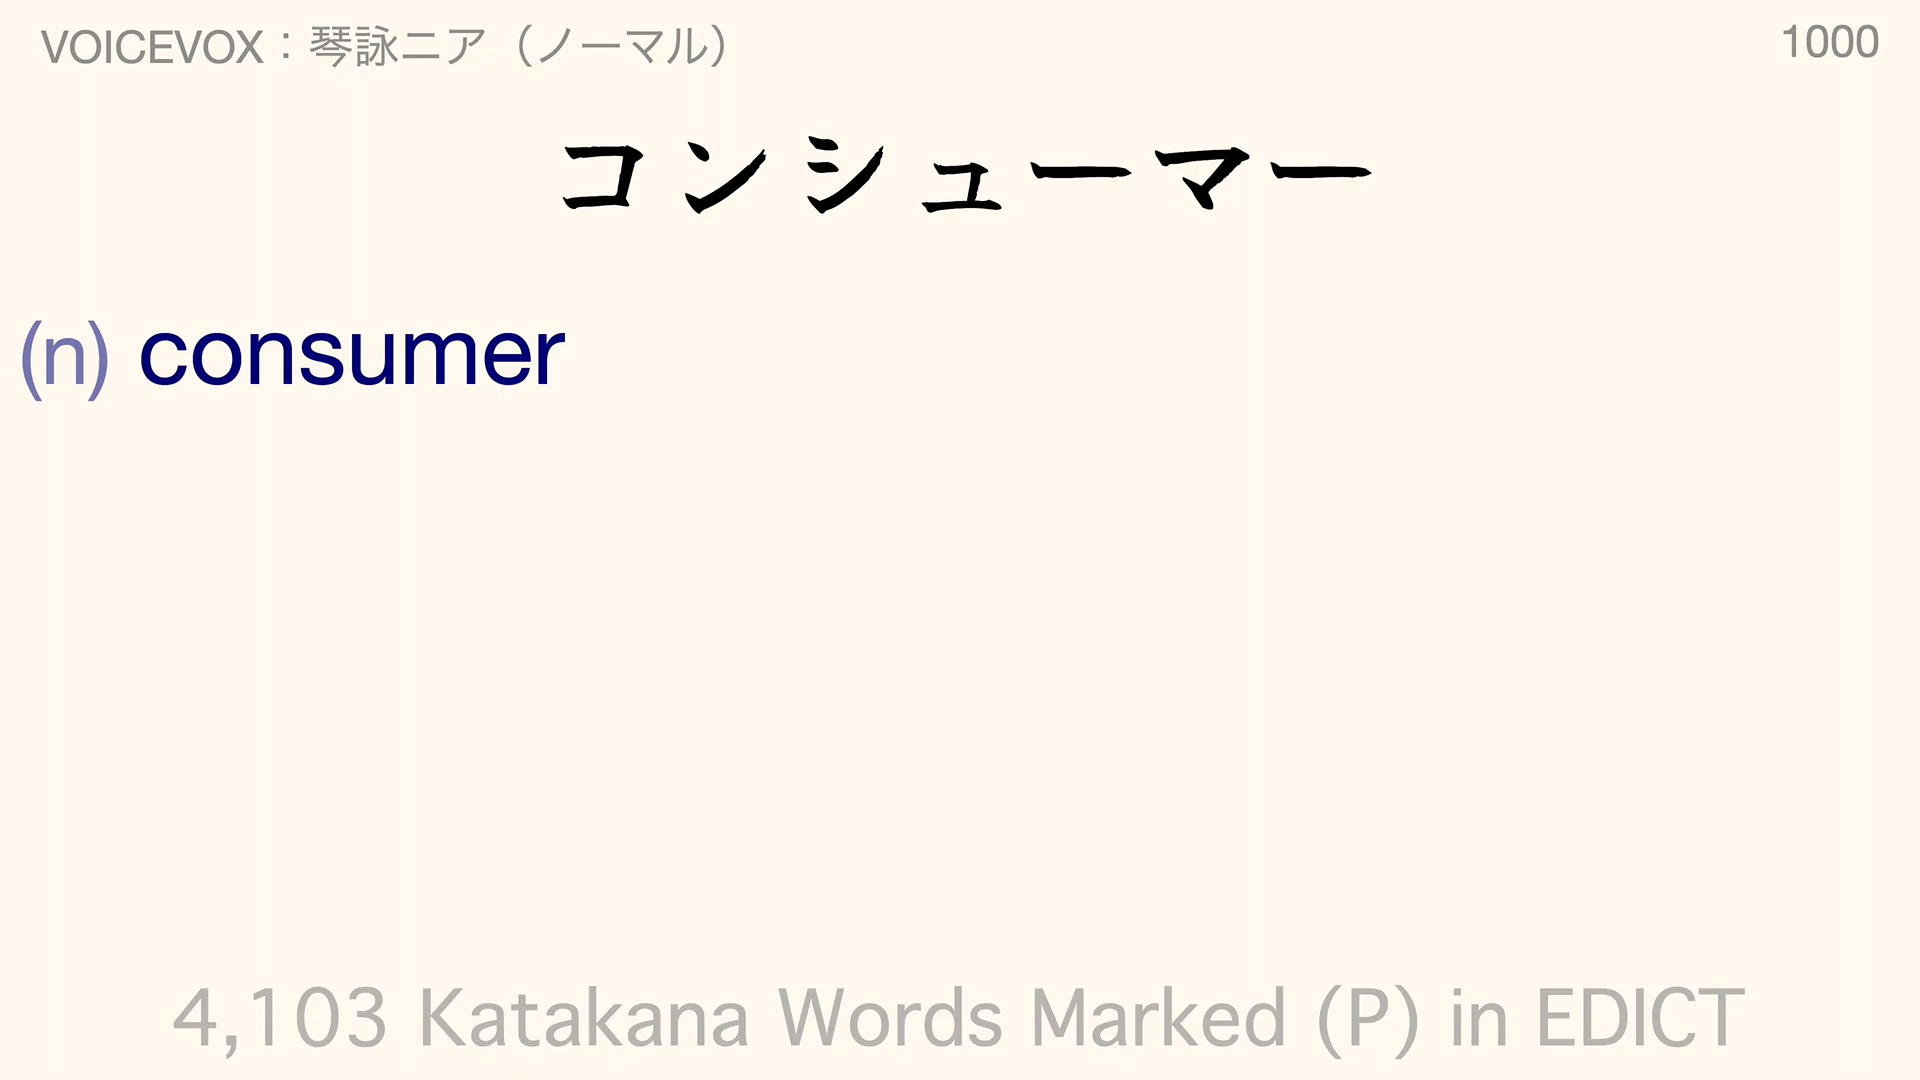 VOICEVOX：琴詠ニア（ノーマル）
1000
コンシューマー
(n) consumer
4,103 Katakana Words Marked (P) in EDICT